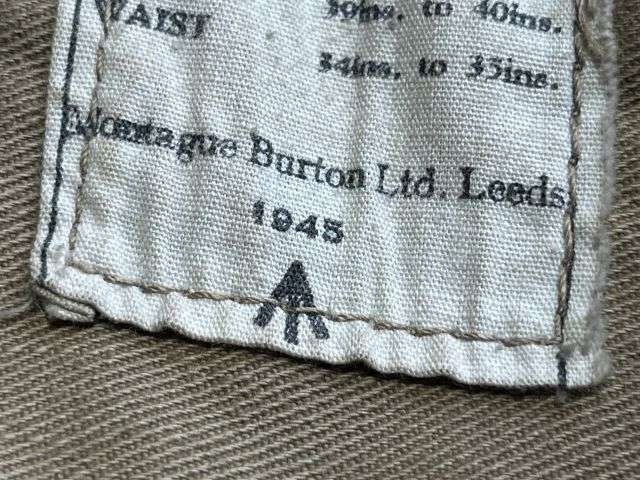 39ins. to 40ins.
WAIST
34ins. to 35ins.
Montague Burton Ltd. Leeds
1945